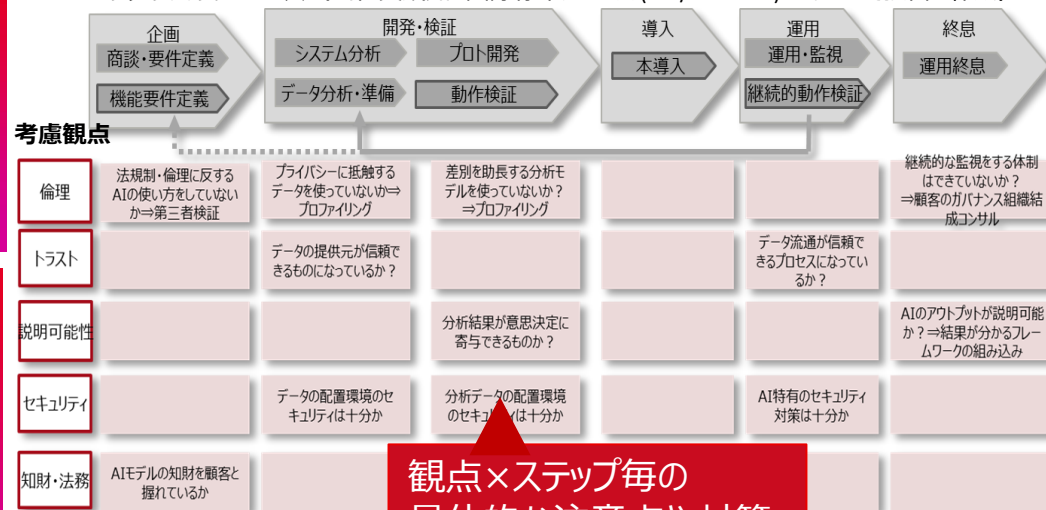 企画
開発・検証
導入
運用
終息
商談・要件定義
システム分析
プロト開発
本導入
運用・監視
運用終息
機能要件定義
データ分析・準備
動作検証
継続的動作検証
考慮観点
倫理
法規制・倫理に反する
AIの使い方をしていない
か⇒第三者検証
プライバシーに抵触する
データを使っていないか⇒
プロファイリング
差別を助長する分析モ
デルを使っていないか？
⇒プロファイリング
継続的な監視をする体制
はできていないか？
⇒顧客のガバナンス組織結
成コンサル
トラスト
データの提供元が信頼で
きるものになっているか？
データ流通が信頼で
きるプロセスになってい
るか？
説明可能性
分析結果が意思決定に
寄与できるものか？
AIのアウトプットが説明可能
か？⇒結果が分かるフレー
ムワークの組み込み
セキュリティ
データの配置環境のセ
キュリティは十分か
分析データの配置環境
のセキュリティは十分か
AI特有のセキュリティ
対策は十分か
知財・法務
AIモデルの知財を顧客と
握れているか
観点×ステップ毎の